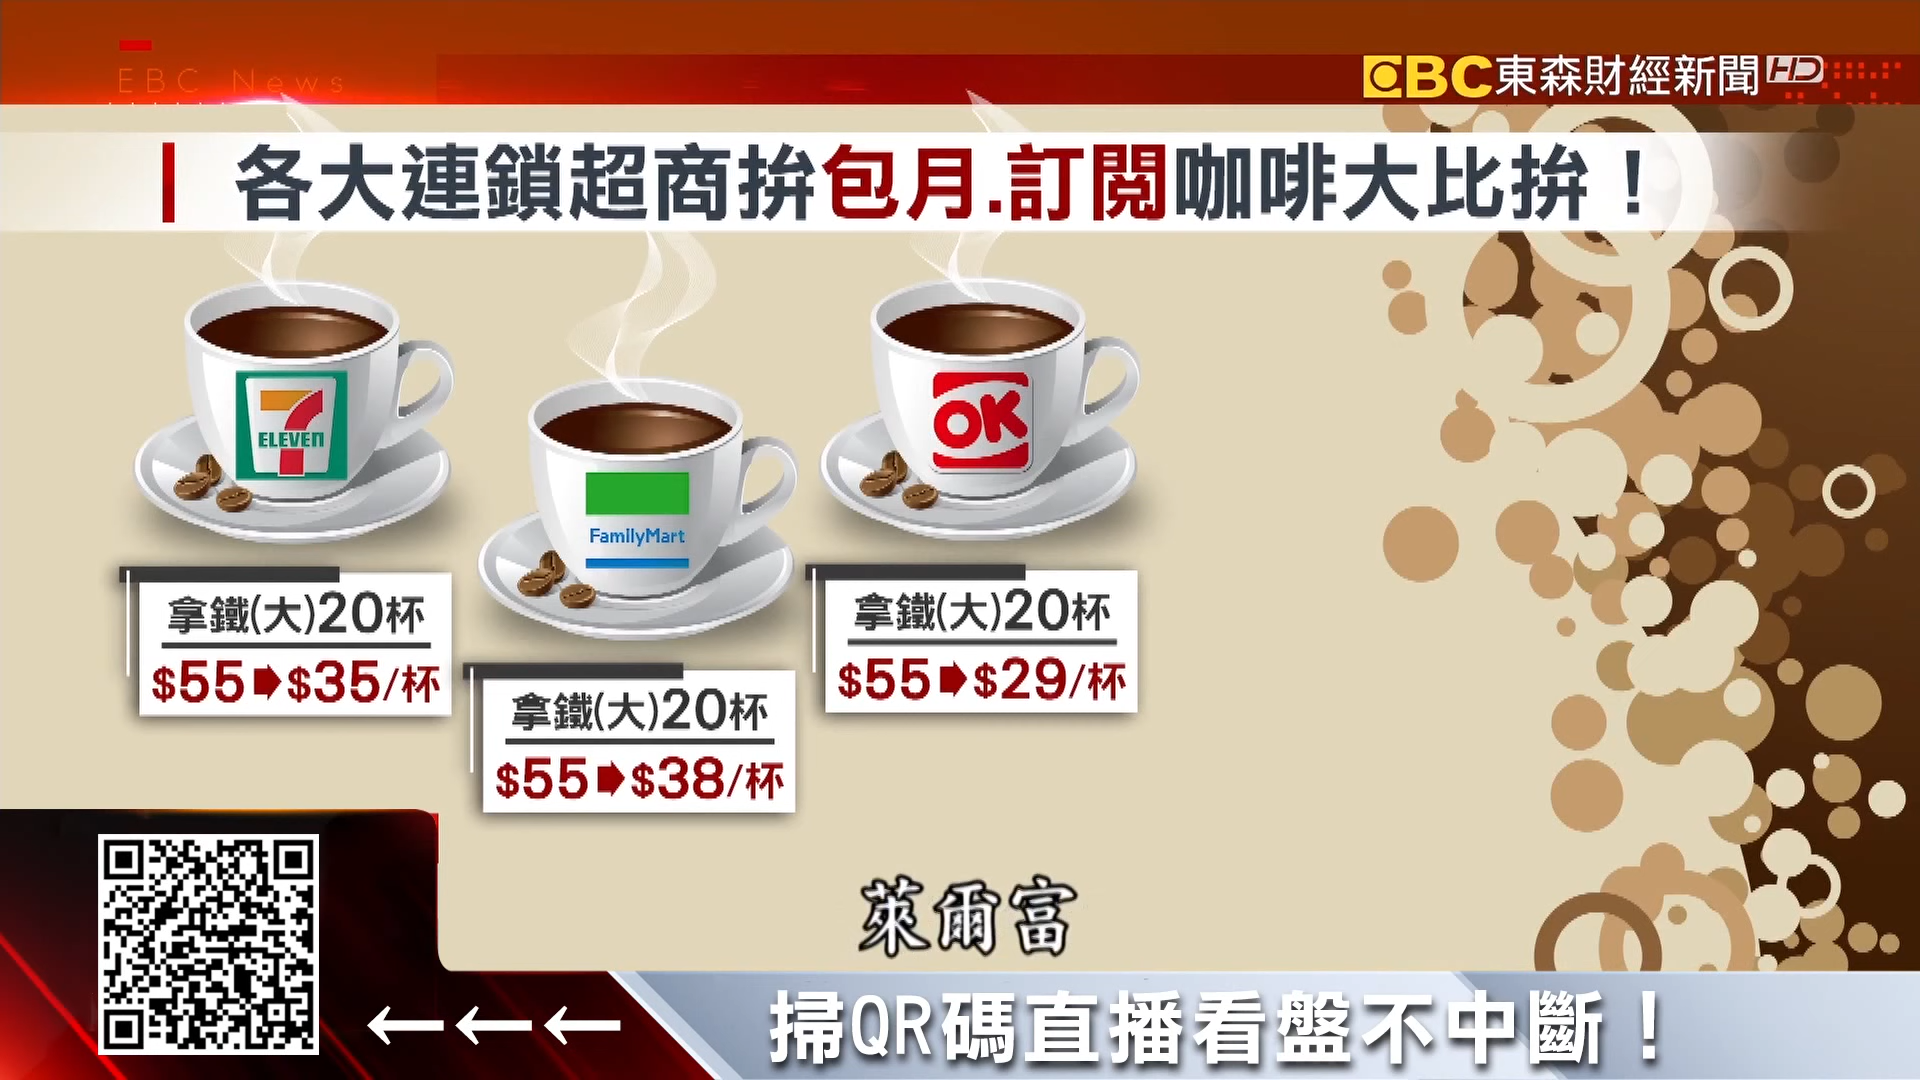 EBC News
EBC東森財經新聞HD
各大連鎖超商拚包月.訂閱咖啡大比拚！
7 ELEVEn
FamilyMart
OK
拿鐵(大)20杯
$55➡$35/杯
拿鐵(大)20杯
$55➡$38/杯
拿鐵(大)20杯
$55➡$29/杯
萊爾富
←←← 掃QR碼直播看盤不中斷！